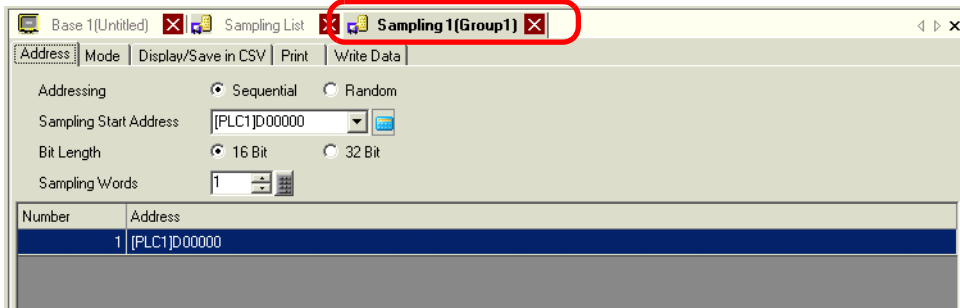 Base 1(Untitled) Sampling List Sampling 1(Group1)
Address Mode Display/Save in CSV Print Write Data
Addressing Sequential Random
Sampling Start Address [PLC1]D00000
Bit Length 16 Bit 32 Bit
Sampling Words 1
Number Address
1 [PLC1]D00000